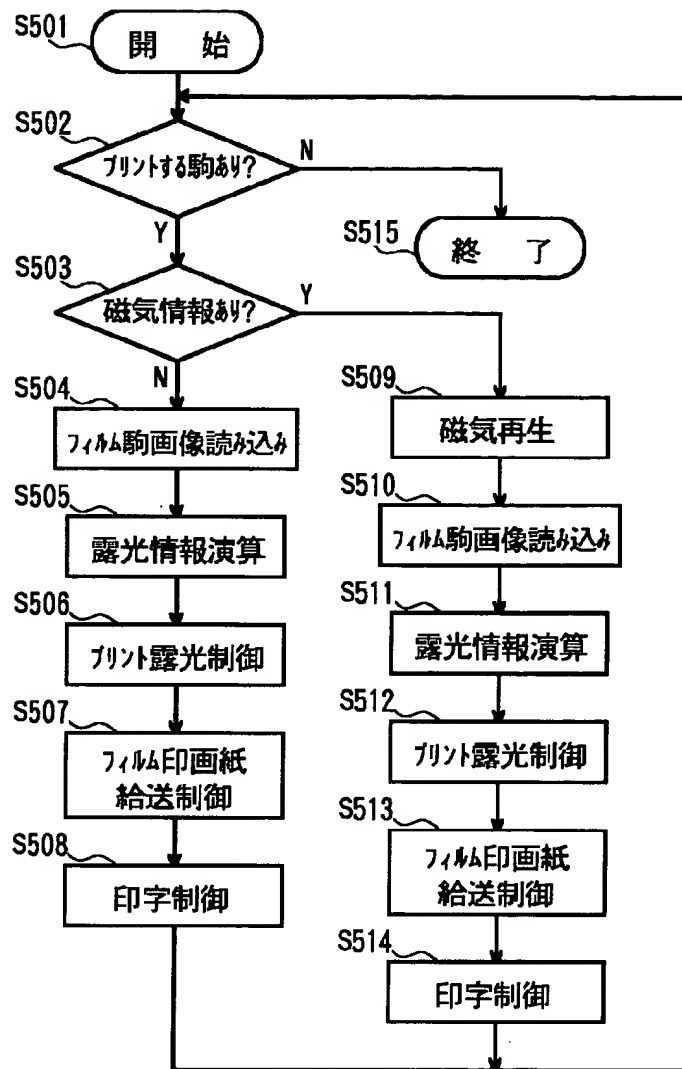 S501
開 始
S502
プリントする駒あり?
N
Y
S515
終 了
S503
磁気情報あり?
Y
N
S504
フィルム駒画像読み込み
S505
露光情報演算
S506
プリント露光制御
S507
フィルム印画紙
給送制御
S508
印字制御
S509
磁気再生
S510
フィルム駒画像読み込み
S511
露光情報演算
S512
プリント露光制御
S513
フィルム印画紙
給送制御
S514
印字制御